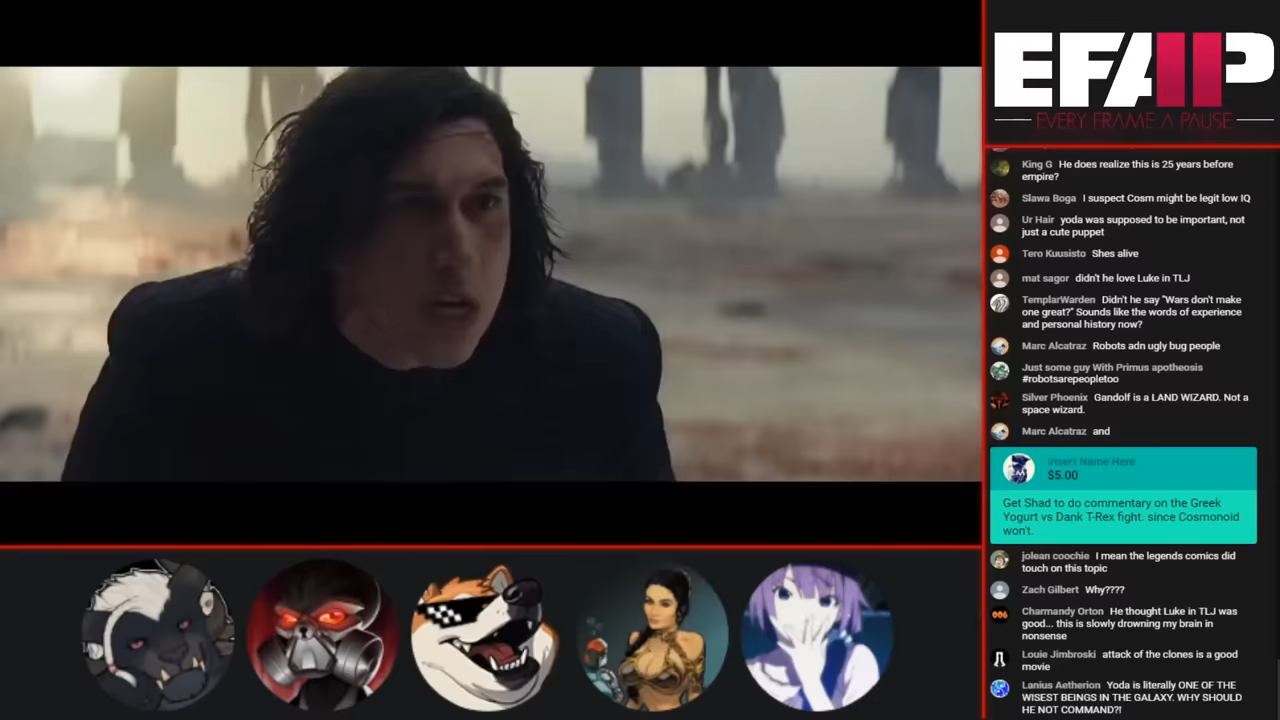 EFAP
EVERY FRAME A PAUSE
King G He does realize this is 25 years before
empire?
Slawa Boga I suspect Cosm might be legit low IQ
Ur Hair yoda was supposed to be important, not
just a cute puppet
Tero Kuusisto Shes alive
mat sagor didn't he love Luke in TLJ
TemplarWarden Didn't he say "Wars don't make
one great?" Sounds like the words of experience
and personal history now?
Marc Alcatraz Robots adn ugly bug people
Just some guy With Primus apotheosis
#robotsarepeopletoo
Silver Phoenix Gandolf is a LAND WIZARD. Not a
space wizard.
Marc Alcatraz and
Insert Name Here
$5.00
Get Shad to do commentary on the Greek
Yogurt vs Dank T-Rex fight. since Cosmonoid
won't.
jolean coochie I mean the legends comics did
touch on this topic
Zach Gilbert Why????
Charmandy Orton He thought Luke in TLJ was
good... this is slowly drowning my brain in
nonsense
Louie Jimbroski attack of the clones is a good
movie
Lanius Aetherion Yoda is literally ONE OF THE
WISEST BEINGS IN THE GALAXY. WHY SHOULD
HE NOT COMMAND?!